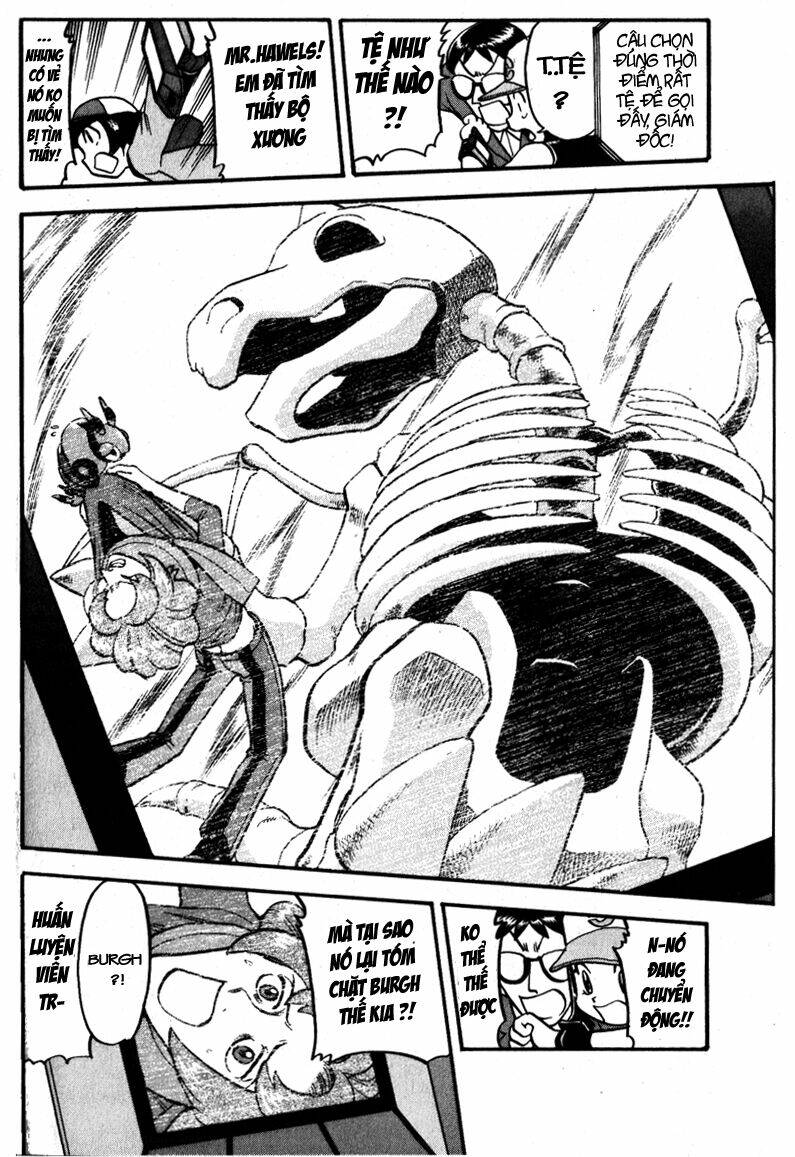 CÂU CHỌN
ĐÚNG THỜI
ĐIỂM RẤT
TỆ ĐỂ GỌI
ĐẤY, GIÁM
ĐỐC!
T.TỆ
?
TỆ NHƯ
THẾ NÀO
?!
MR.HAWELS!
EM ĐÃ TÌM
THẤY BỘ
XƯƠNG
...
NHƯNG
CÓ VẺ
NÓ KO
MUỐN
BỊ TÌM
THẤY!
N-NÓ
ĐANG
CHUYỂN
ĐỘNG!!
KO
THỂ
THẾ
ĐƯỢC
MÀ TẠI SAO
NÓ LẠI TÓM
CHẶT BURGH
THẾ KIA ?!
BURGH
?!
HUẤN
LUYỆN
VIÊN
TR-